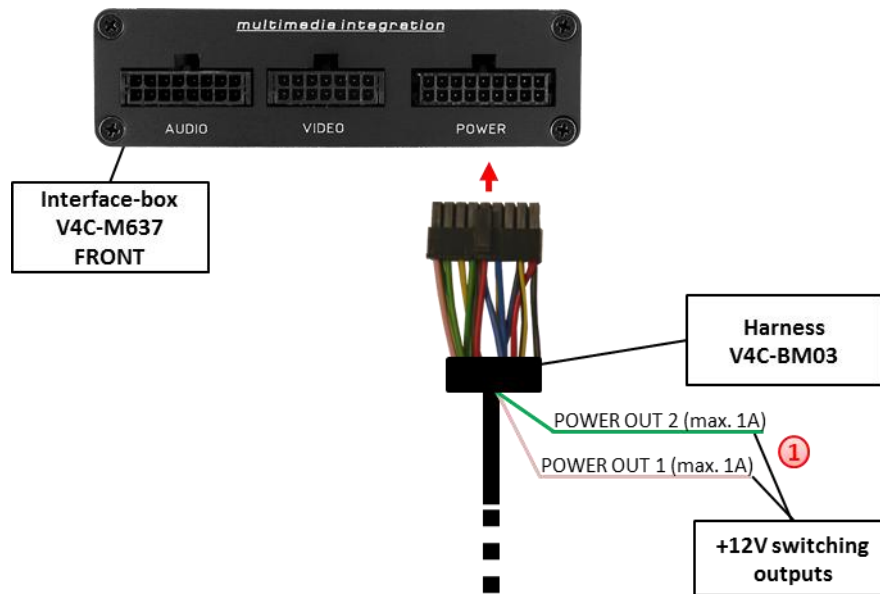 multimedia integration
AUDIO
VIDEO
POWER
Interface-box
V4C-M637
FRONT
Harness
V4C-BM03
POWER OUT 2 (max. 1A)
1
POWER OUT 1 (max. 1A)
+12V switching
outputs